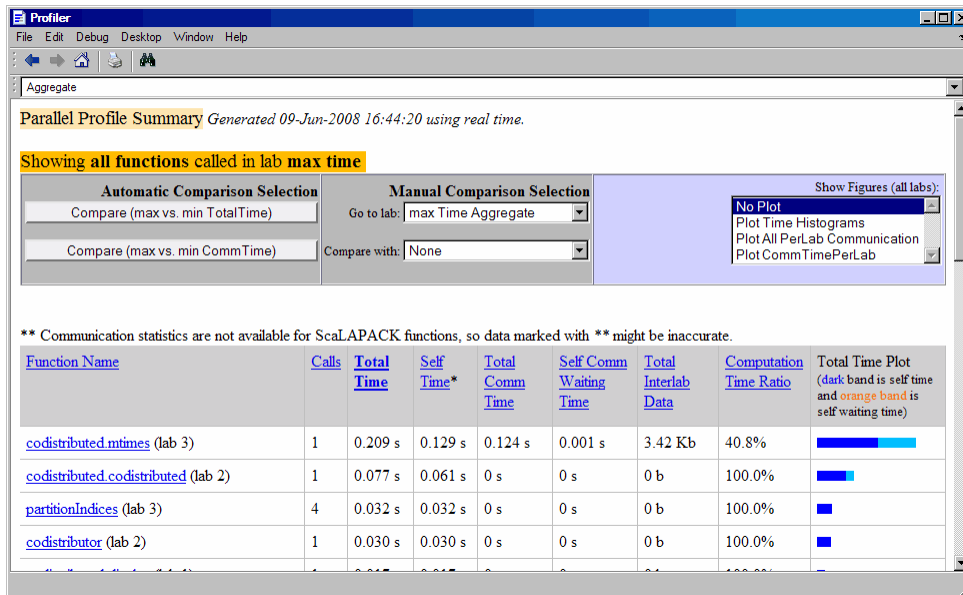 Profiler
File Edit Debug Desktop Window Help
Aggregate
Parallel Profile Summary Generated 09-Jun-2008 16:44:20 using real time.
Showing all functions called in lab max time
Automatic Comparison Selection
Compare (max vs. min TotalTime)
Compare (max vs. min CommTime)
Manual Comparison Selection
Go to lab: max Time Aggregate
Compare with: None
Show Figures (all labs):
No Plot
Plot Time Histograms
Plot All PerLab Communication
Plot CommTimePerLab
** Communication statistics are not available for ScaLAPACK functions, so data marked with ** might be inaccurate.
Function Name Calls Total Time Self Time* Total Comm Time Self Comm Waiting Time Total Interlab Data Computation Time Ratio Total Time Plot (dark band is self time and orange band is self waiting time)
codistributed.mtimes (lab 3) 1 0.209 s 0.129 s 0.124 s 0.001 s 3.42 Kb 40.8%
codistributed.codistributed (lab 2) 1 0.077 s 0.061 s 0 s 0 s 0 b 100.0%
partitionIndices (lab 3) 4 0.032 s 0.032 s 0 s 0 s 0 b 100.0%
codistributor (lab 2) 1 0.030 s 0.030 s 0 s 0 s 0 b 100.0%